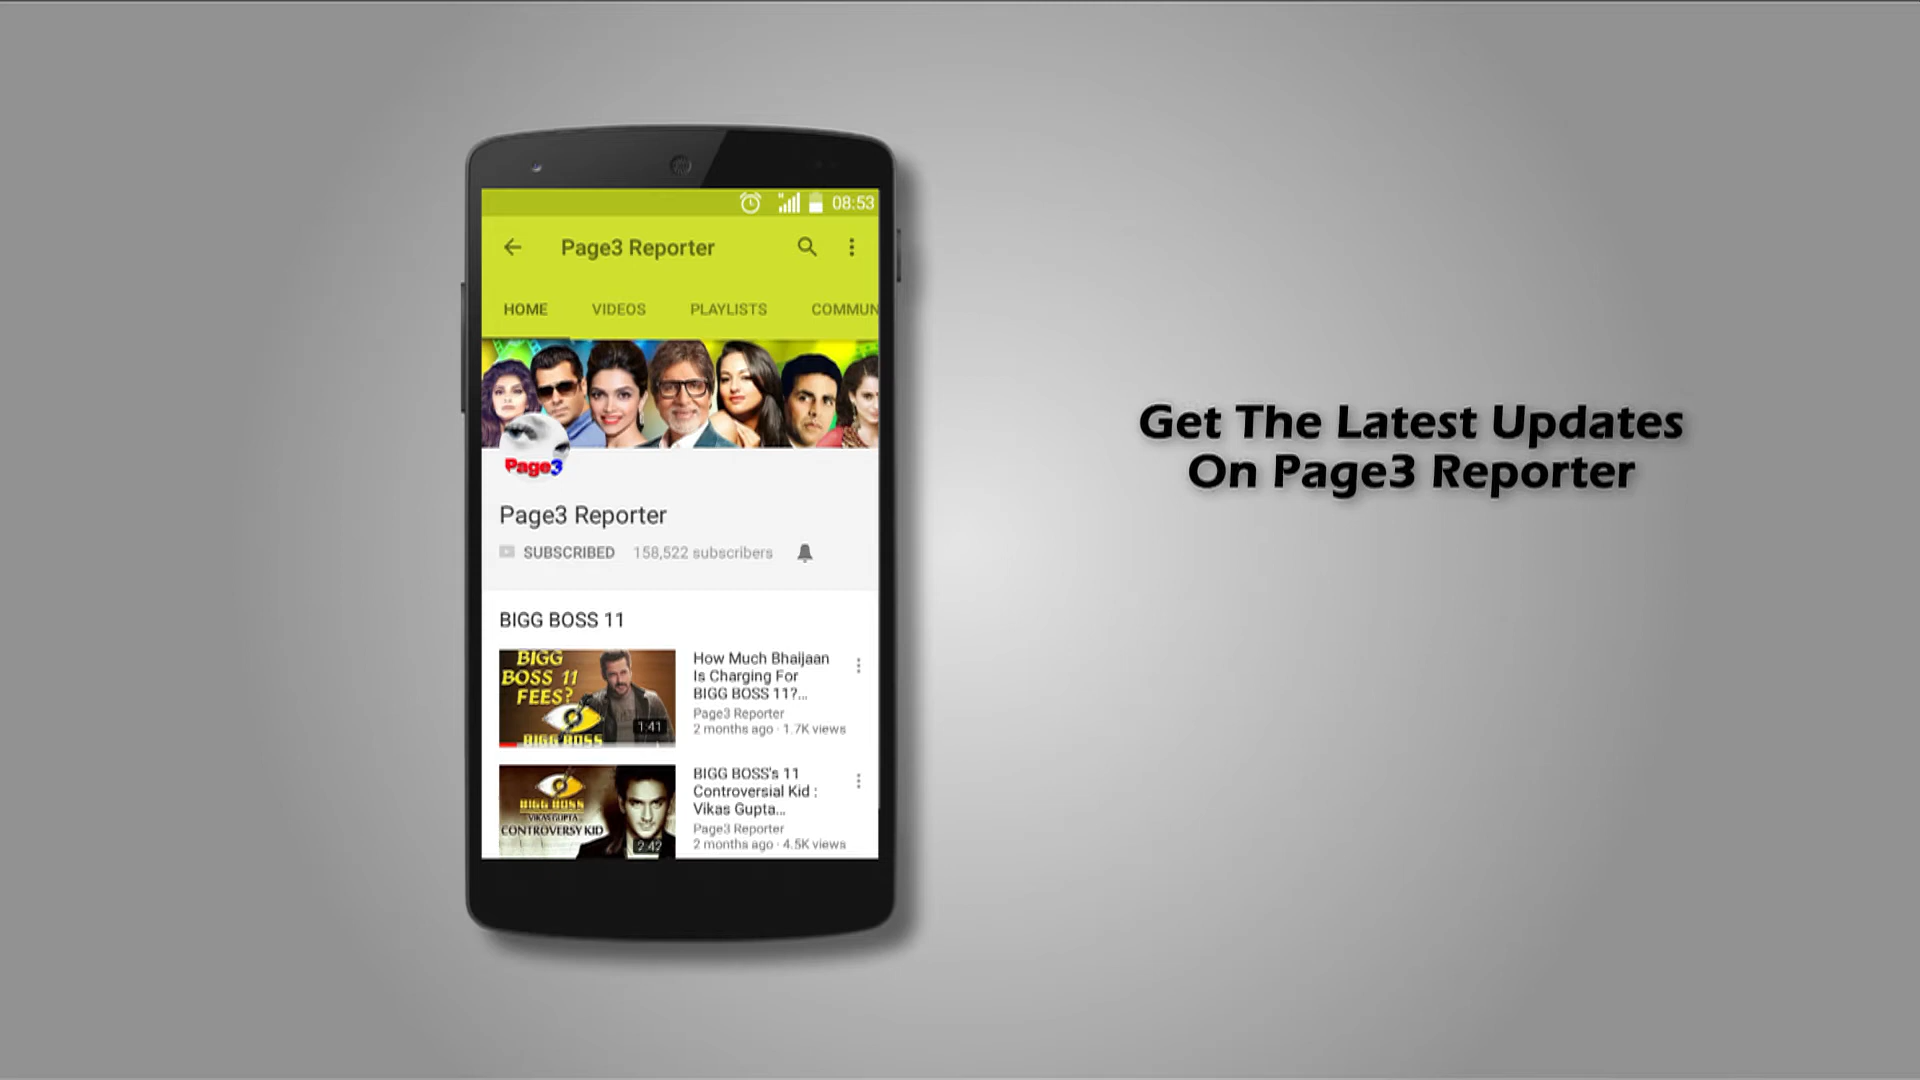 08:53
Page3 Reporter
HOME VIDEOS PLAYLISTS COMMUN
Page3
Page3 Reporter
SUBSCRIBED 158,522 subscribers
BIGG BOSS 11
BIGG
BOSS 11
FEES?
BIGG BOSS
1:41
How Much Bhaijaan
Is Charging For
BIGG BOSS 11?...
Page3 Reporter
2 months ago · 1.7K views
BIGG BOSS
VIKAS GUPTA
CONTROVERSY KID
2:42
BIGG BOSS's 11
Controversial Kid :
Vikas Gupta...
Page3 Reporter
2 months ago · 4.5K views
Get The Latest Updates
On Page3 Reporter